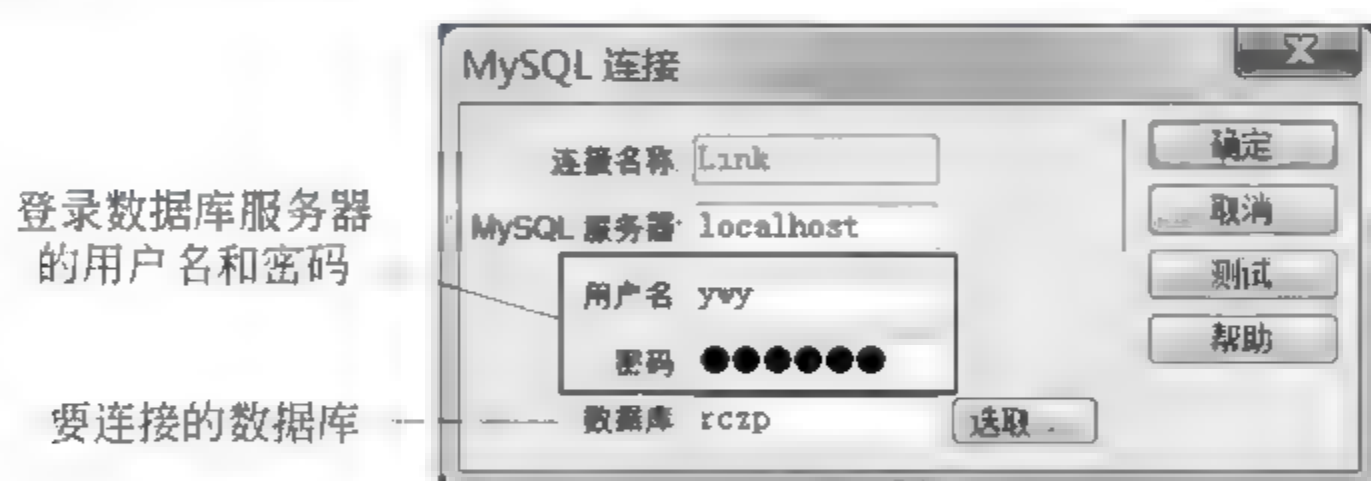 MySQL 连接
连接名称 Link
确定
MySQL 服务器 localhost
取消
登录数据库服务器
的用户名和密码
用户名 ywy
测试
密码 ●●●●●●
帮助
要连接的数据库
数据库 rczp
选取...